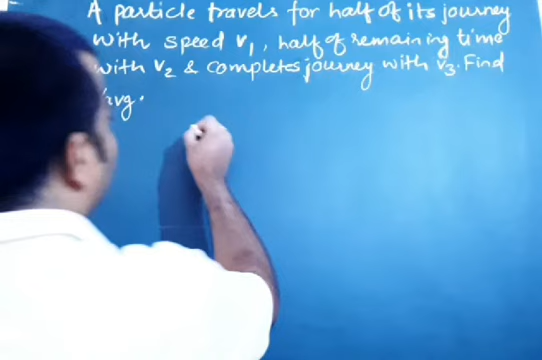 A particle travels for half of its journey
with speed v₁, half of remaining time
with v₂ & completes journey with v₃. Find
avg.